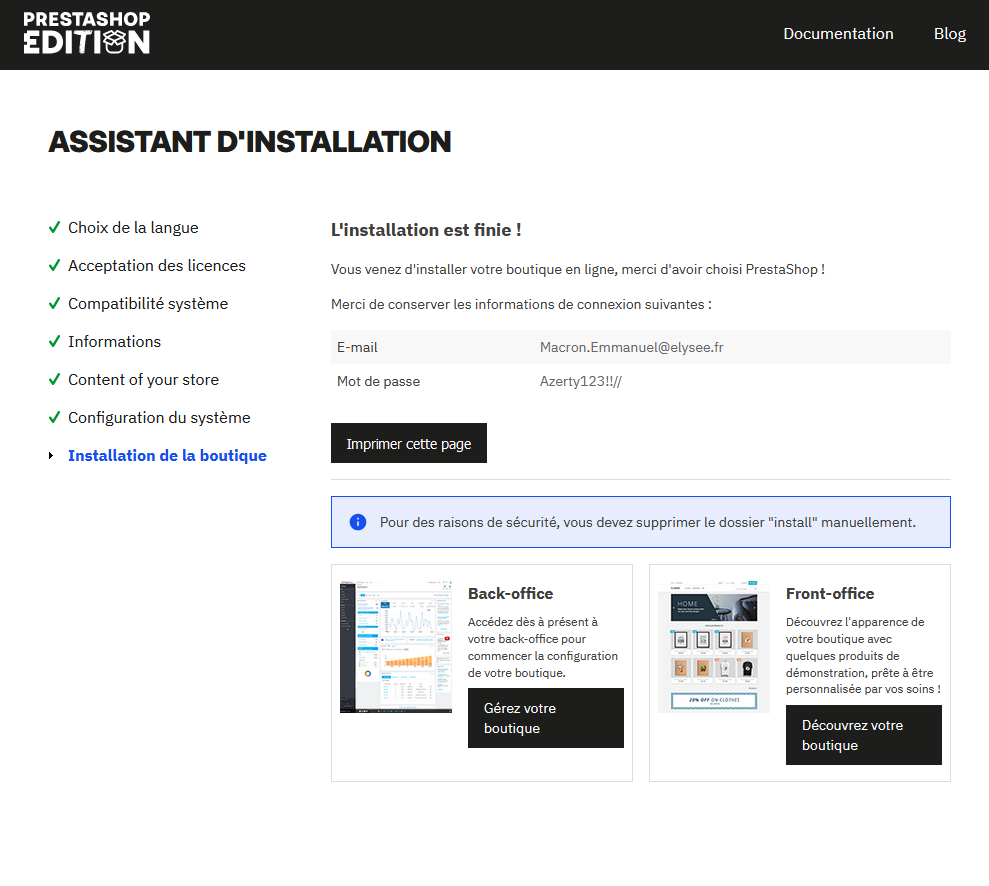 PRESTASHOP
EDITION
Documentation
Blog
ASSISTANT D'INSTALLATION
Choix de la langue
Acceptation des licences
Compatibilité système
Informations
Content of your store
Configuration du système
Installation de la boutique
L'installation est finie !
Vous venez d'installer votre boutique en ligne, merci d'avoir choisi PrestaShop !
Merci de conserver les informations de connexion suivantes :
E-mail Macron.Emmanuel@elysee.fr
Mot de passe Azerty123!!//
Imprimer cette page
Pour des raisons de sécurité, vous devez supprimer le dossier "install" manuellement.
Back-office
Accédez dès à présent à
votre back-office pour
commencer la configuration
de votre boutique.
Gérez votre
boutique
HOME
20% OFF ON CLOTHES
Front-office
Découvrez l'apparence de
votre boutique avec
quelques produits de
démonstration, prête à être
personnalisée par vos soins !
Découvrez votre
boutique